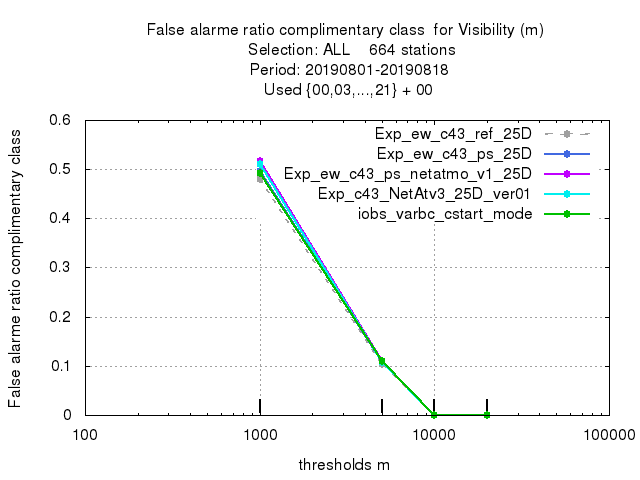 False alarme ratio complimentary class  for Visibility (m)
Selection: ALL    664 stations
Period: 20190801-20190818
Used {00,03,...,21} + 00
False alarme ratio complimentary class
0.6
0.5
0.4
0.3
0.2
0.1
0
Exp_ew_c43_ref_25D
Exp_ew_c43_ps_25D
Exp_ew_c43_ps_netatmo_v1_25D
Exp_c43_NetAtv3_25D_ver01
iobs_varbc_cstart_mode
100 1000 10000 100000
thresholds m